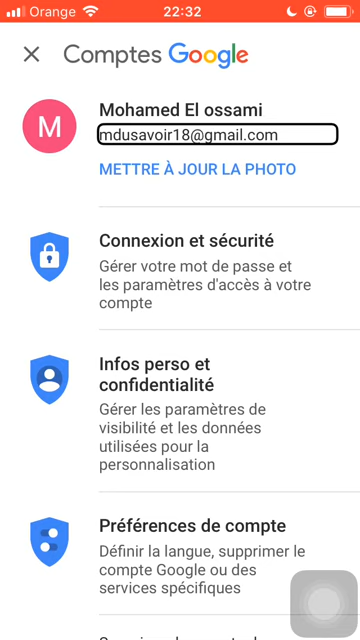 Orange 22:32
Comptes Google
M
Mohamed El ossami
mdusavoir18@gmail.com
METTRE À JOUR LA PHOTO
Connexion et sécurité
Gérer votre mot de passe et
les paramètres d'accès à votre
compte
Infos perso et
confidentialité
Gérer les paramètres de
visibilité et les données
utilisées pour la
personnalisation
Préférences de compte
Définir la langue, supprimer le
compte Google ou des
services spécifiques